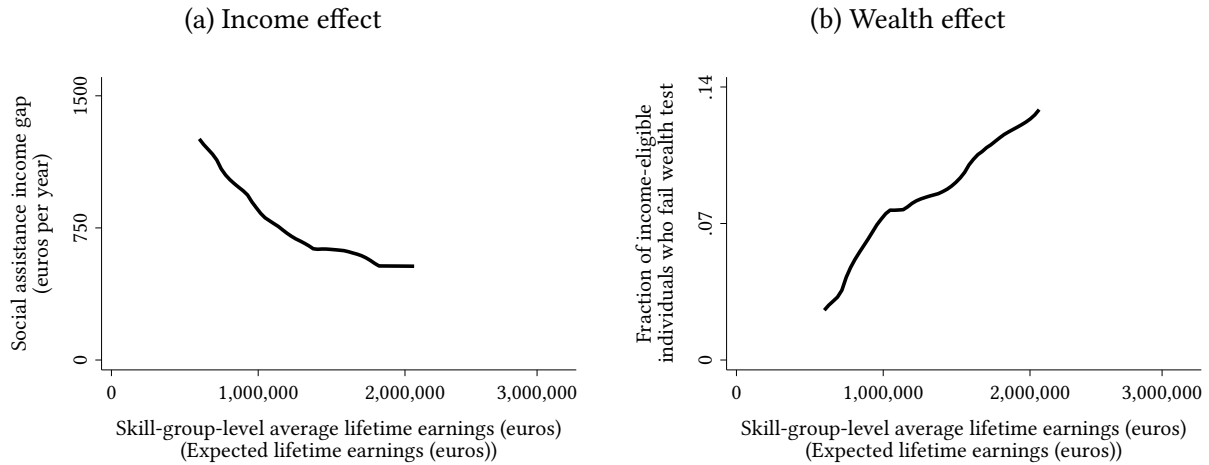 (a) Income effect
Social assistance income gap
(euros per year)
1500
750
0
0
1,000,000
2,000,000
3,000,000
Skill-group-level average lifetime earnings (euros)
(Expected lifetime earnings (euros))
(b) Wealth effect
Fraction of income-eligible
individuals who fail wealth test
.14
.07
0
0
1,000,000
2,000,000
3,000,000
Skill-group-level average lifetime earnings (euros)
(Expected lifetime earnings (euros))